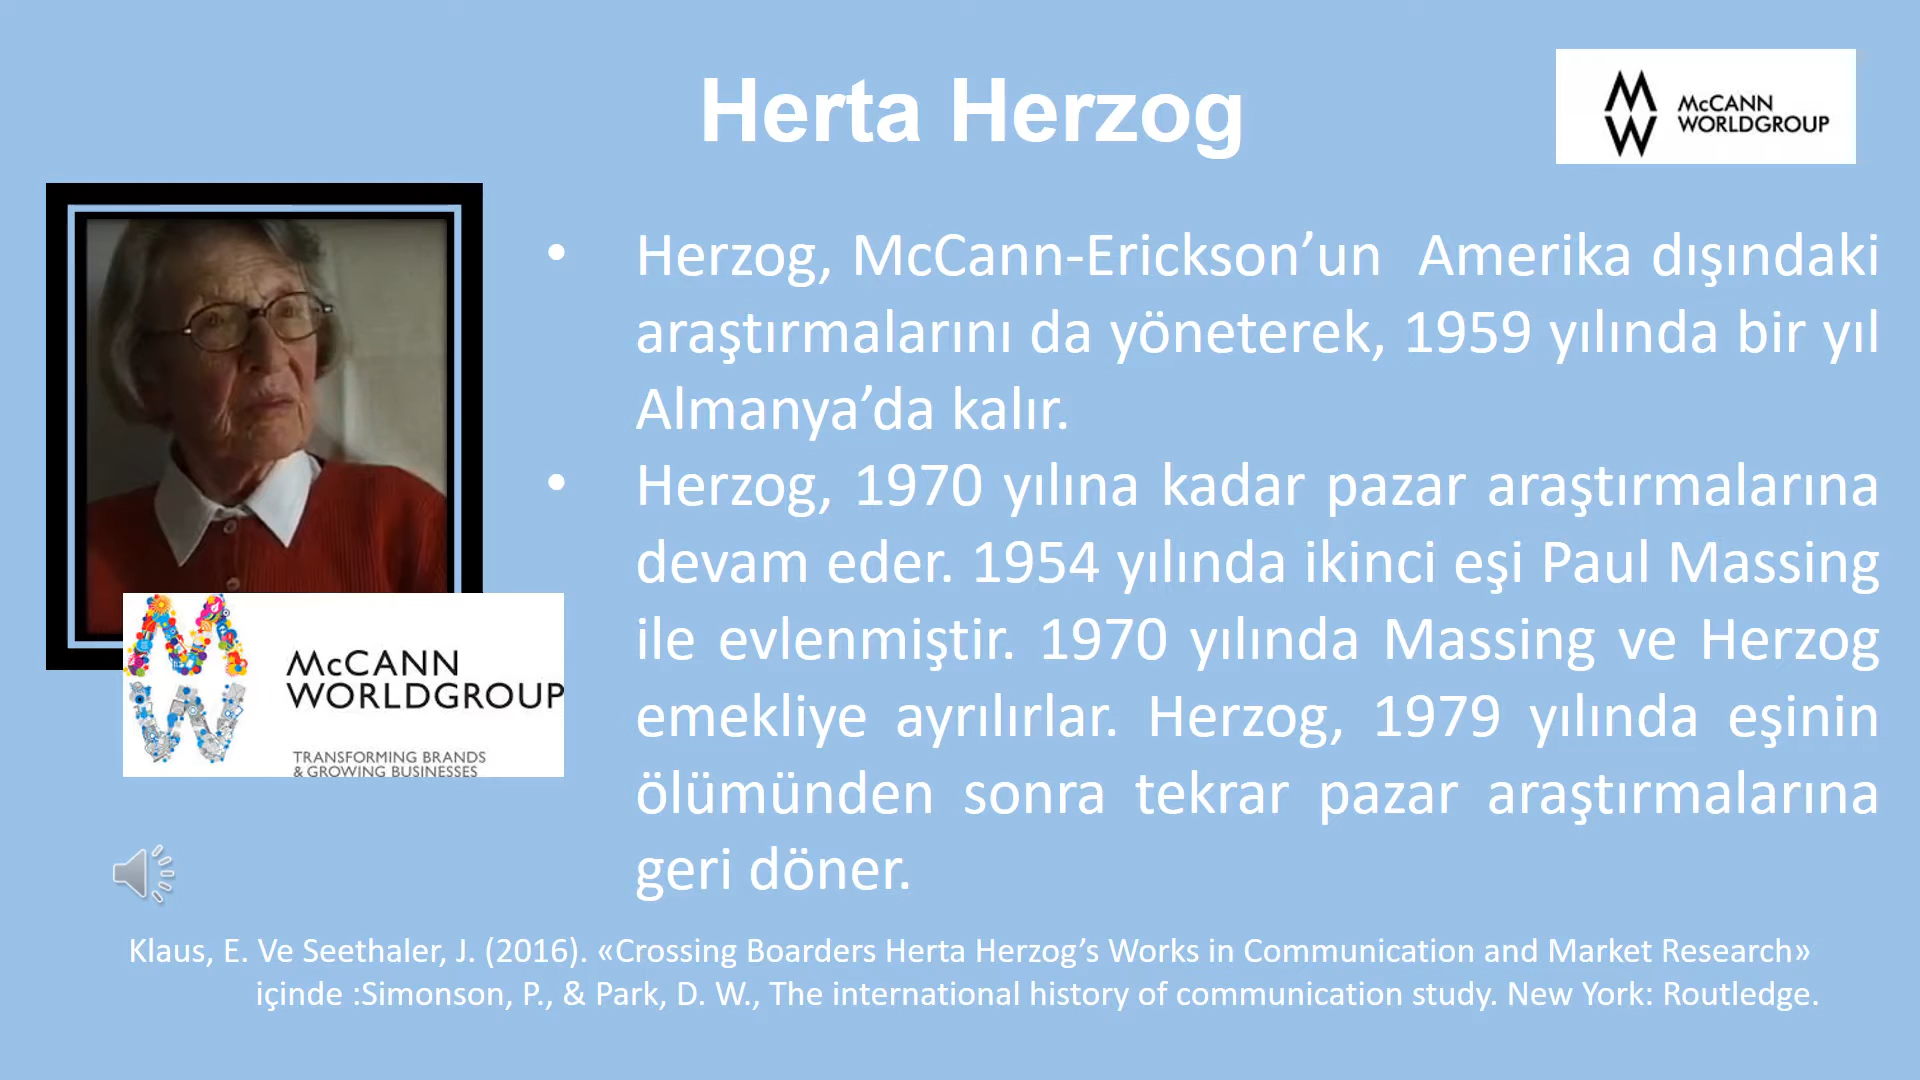 Herta Herzog
McCANN
WORLDGROUP
• Herzog, McCann-Erickson’un Amerika dışındaki
araştırmalarını da yöneterek, 1959 yılında bir yıl
Almanya’da kalır.
• Herzog, 1970 yılına kadar pazar araştırmalarına
devam eder. 1954 yılında ikinci eşi Paul Massing
ile evlenmiştir. 1970 yılında Massing ve Herzog
emekliye ayrılırlar. Herzog, 1979 yılında eşinin
ölümünden sonra tekrar pazar araştırmalarına
geri döner.
McCANN
WORLDGROUP
TRANSFORMING BRANDS
& GROWING BUSINESSES
Klaus, E. Ve Seethaler, J. (2016). «Crossing Boarders Herta Herzog’s Works in Communication and Market Research»
içinde :Simonson, P., & Park, D. W., The international history of communication study. New York: Routledge.